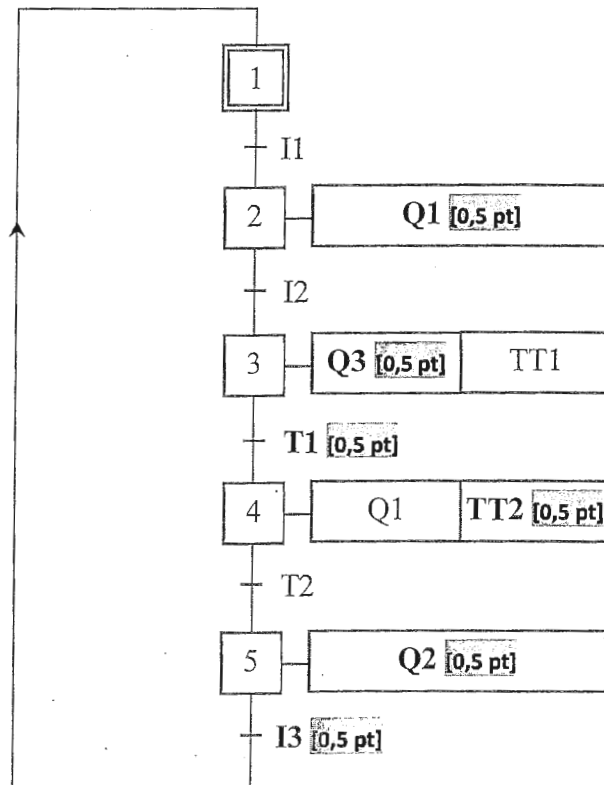 1
I1
2 Q1 [0,5 pt]
I2
3 Q3 [0,5 pt] TT1
T1 [0,5 pt]
4 Q1 TT2 [0,5 pt]
T2
5 Q2 [0,5 pt]
I3 [0,5 pt]